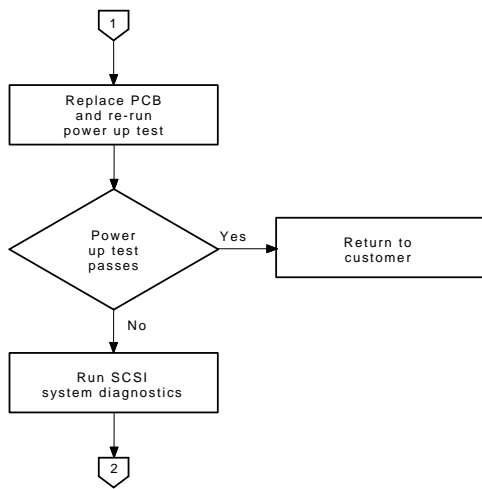 1
Replace PCB
and re-run
power up test
Power
up test
passes
Yes
Return to
customer
No
Run SCSI
system diagnostics
2